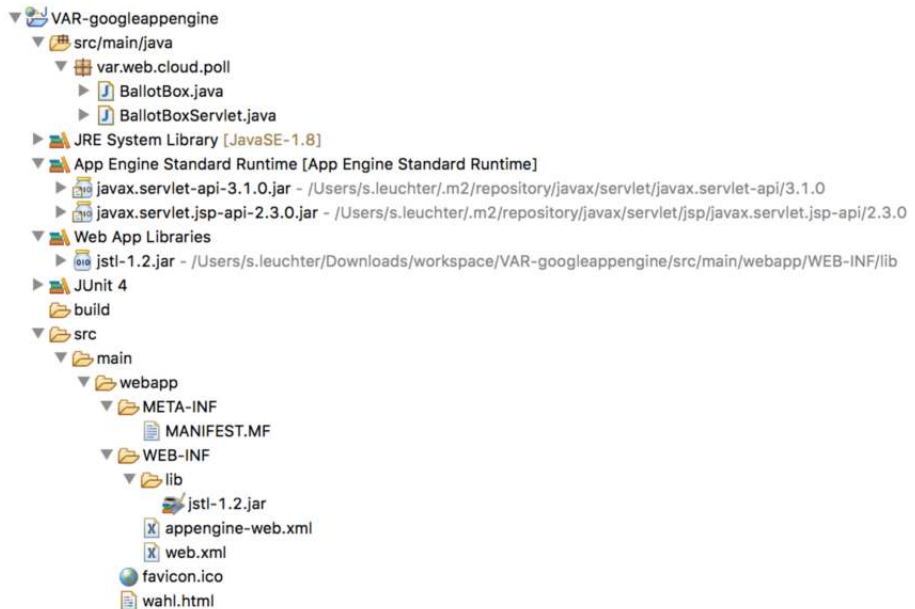 VAR-googleappengine
src/main/java
var.web.cloud.poll
BallotBox.java
BallotBoxServlet.java
JRE System Library [JavaSE-1.8]
App Engine Standard Runtime [App Engine Standard Runtime]
javax.servlet-api-3.1.0.jar - /Users/s.leuchter/.m2/repository/javax/servlet/javax.servlet-api/3.1.0
javax.servlet.jsp-api-2.3.0.jar - /Users/s.leuchter/.m2/repository/javax/servlet/jsp/javax.servlet.jsp-api/2.3.0
Web App Libraries
jstl-1.2.jar - /Users/s.leuchter/Downloads/workspace/VAR-googleappengine/src/main/webapp/WEB-INF/lib
JUnit 4
build
src
main
webapp
META-INF
MANIFEST.MF
WEB-INF
lib
jstl-1.2.jar
appengine-web.xml
web.xml
favicon.ico
wahl.html